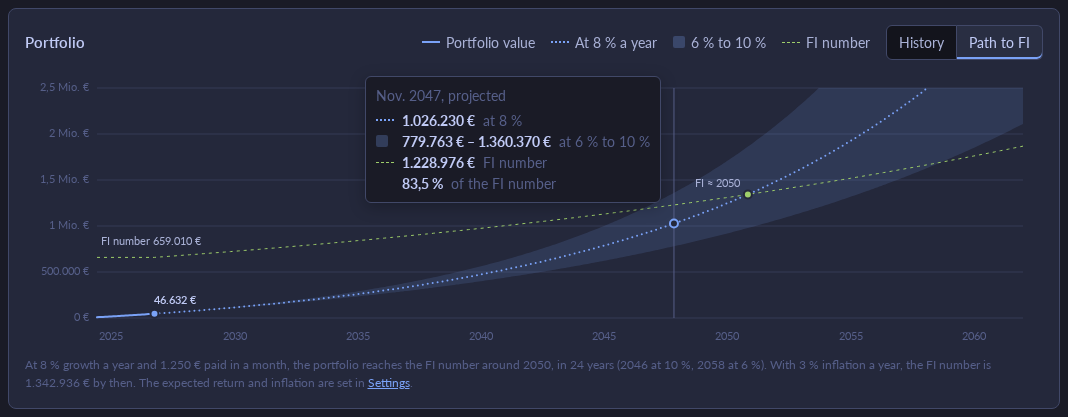 Portfolio
Portfolio value
At 8 % a year
6 % to 10 %
FI number
History
Path to FI
2,5 Mio. €
2 Mio. €
1,5 Mio. €
1 Mio. €
500.000 €
0 €
Nov. 2047, projected
1.026.230 € at 8 %
779.763 € – 1.360.370 € at 6 % to 10 %
1.228.976 € FI number
83,5 % of the FI number
FI ≈ 2050
FI number 659.010 €
46.632 €
2025
2030
2035
2040
2045
2050
2055
2060
At 8 % growth a year and 1.250 € paid in a month, the portfolio reaches the FI number around 2050, in 24 years (2046 at 10 %, 2058 at 6 %). With 3 % inflation a year, the FI number is
1.342.936 € by then. The expected return and inflation are set in Settings.